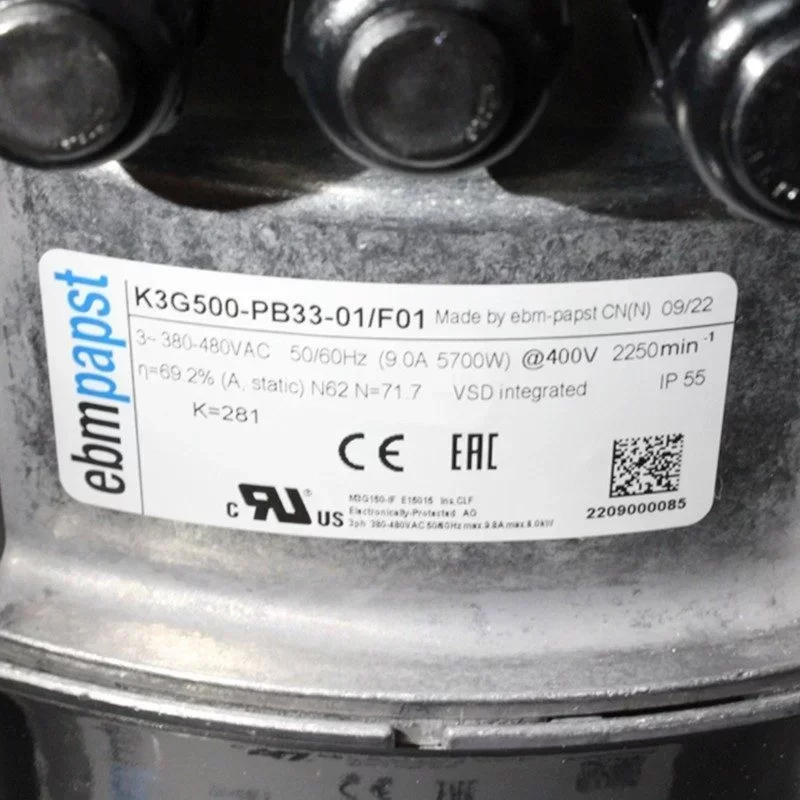 ebmpapst
K3G500-PB33-01/F01 Made by ebm-papst CN(N) 09/22
3~ 380-480VAC 50/60Hz (9.0A 5700W) @400V 2250min⁻¹
η=69.2% (A, static) N62 N=71.7 VSD integrated IP 55
K=281
CE EAC
c RU® US
M3G150-IF E15015 Ins.CLF
Electronically-Protected AO
3ph 380-480VAC 50/60Hz max.9.8A max.6.0kW
2209000085